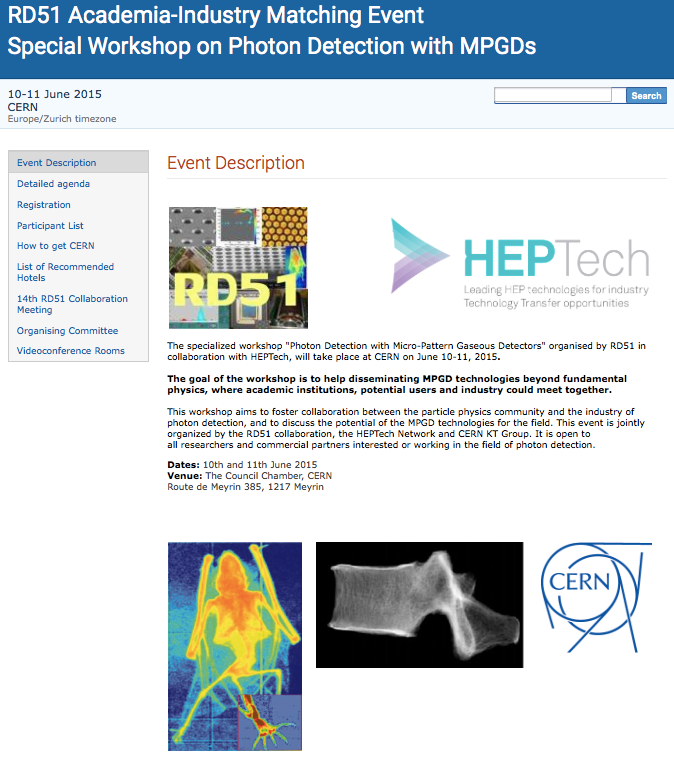 RD51 Academia-Industry Matching Event
Special Workshop on Photon Detection with MPGDs
10-11 June 2015
CERN
Europe/Zurich timezone
Search
Event Description
Detailed agenda
Registration
Participant List
How to get CERN
List of Recommended
Hotels
14th RD51 Collaboration
Meeting
Organising Committee
Videoconference Rooms
Event Description
RD51
HEPTech
Leading HEP technologies for industry
Technology Transfer opportunities
The specialized workshop "Photon Detection with Micro-Pattern Gaseous Detectors" organised by RD51 in
collaboration with HEPTech, will take place at CERN on June 10-11, 2015.
The goal of the workshop is to help disseminating MPGD technologies beyond fundamental
physics, where academic institutions, potential users and industry could meet together.
This workshop aims to foster collaboration between the particle physics community and the industry of
photon detection, and to discuss the potential of the MPGD technologies for the field. This event is jointly
organized by the RD51 collaboration, the HEPTech Network and CERN KT Group. It is open to
all researchers and commercial partners interested or working in the field of photon detection.
Dates: 10th and 11th June 2015
Venue: The Council Chamber, CERN
Route de Meyrin 385, 1217 Meyrin
CERN